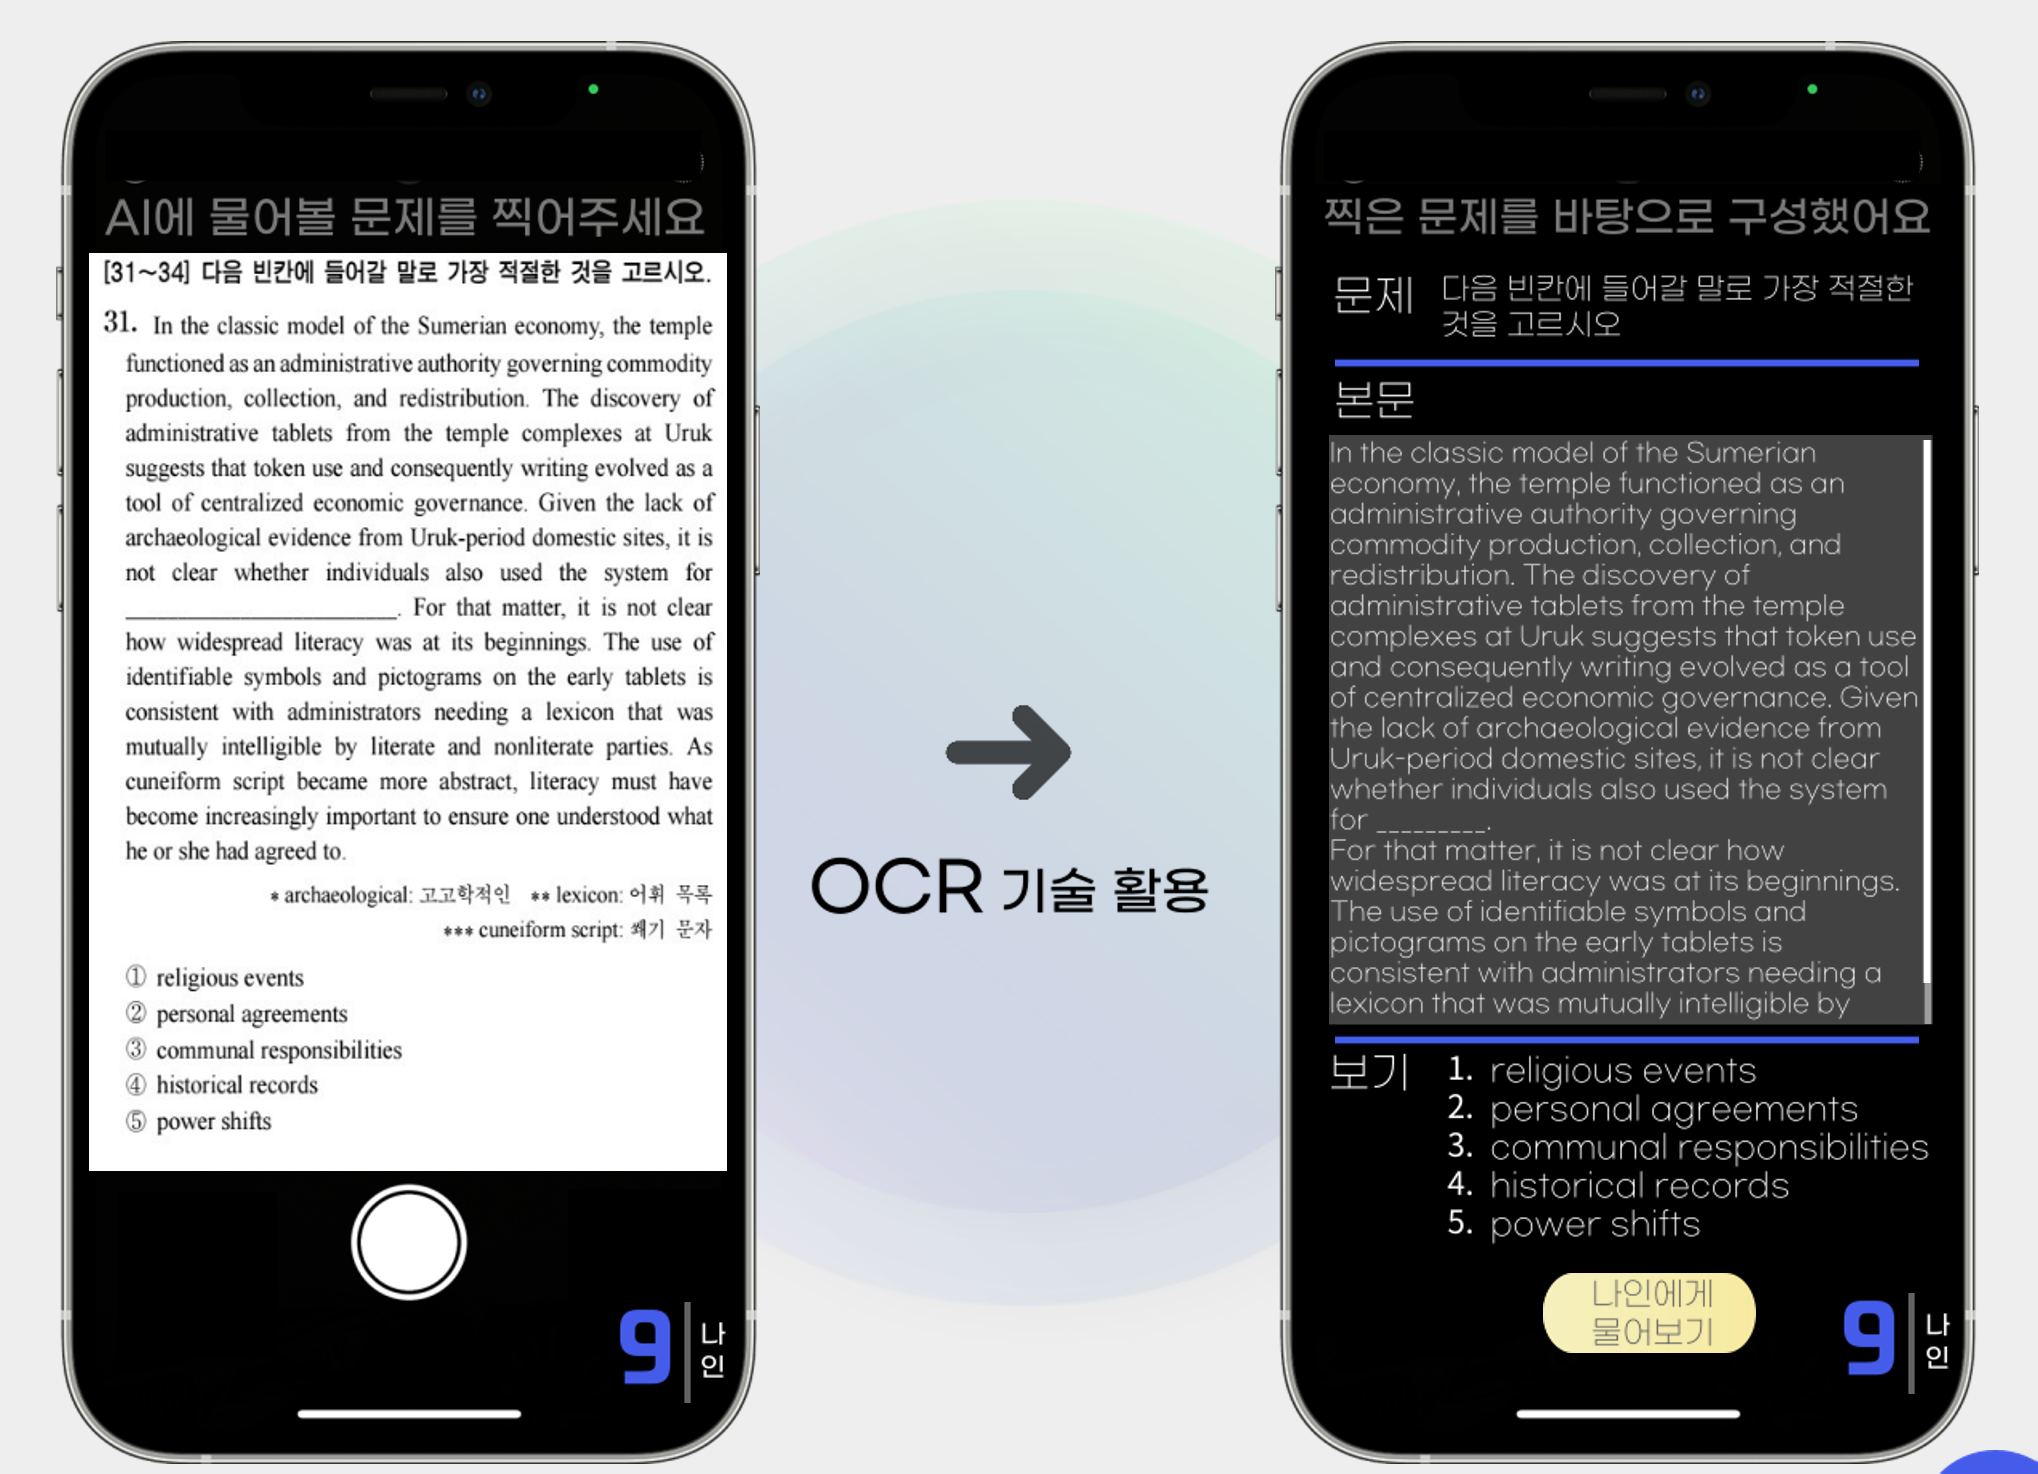 AI에 물어볼 문제를 찍어주세요
[31~34] 다음 빈칸에 들어갈 말로 가장 적절한 것을 고르시오.
31. In the classic model of the Sumerian economy, the temple
functioned as an administrative authority governing commodity
production, collection, and redistribution. The discovery of
administrative tablets from the temple complexes at Uruk
suggests that token use and consequently writing evolved as a
tool of centralized economic governance. Given the lack of
archaeological evidence from Uruk-period domestic sites, it is
not clear whether individuals also used the system for
____________________. For that matter, it is not clear
how widespread literacy was at its beginnings. The use of
identifiable symbols and pictograms on the early tablets is
consistent with administrators needing a lexicon that was
mutually intelligible by literate and nonliterate parties. As
cuneiform script became more abstract, literacy must have
become increasingly important to ensure one understood what
he or she had agreed to.
* archaeological: 고고학적인 ** lexicon: 어휘 목록
*** cuneiform script: 쐐기 문자
① religious events
② personal agreements
③ communal responsibilities
④ historical records
⑤ power shifts
9 나인
OCR 기술 활용
찍은 문제를 바탕으로 구성했어요
문제 다음 빈칸에 들어갈 말로 가장 적절한
것을 고르시오
본문
In the classic model of the Sumerian
economy, the temple functioned as an
administrative authority governing
commodity production, collection, and
redistribution. The discovery of
administrative tablets from the temple
complexes at Uruk suggests that token use
and consequently writing evolved as a tool
of centralized economic governance. Given
the lack of archaeological evidence from
Uruk-period domestic sites, it is not clear
whether individuals also used the system
for _________.
For that matter, it is not clear how
widespread literacy was at its beginnings.
The use of identifiable symbols and
pictograms on the early tablets is
consistent with administrators needing a
lexicon that was mutually intelligible by
보기 1. religious events
2. personal agreements
3. communal responsibilities
4. historical records
5. power shifts
나인에게
물어보기
9 나인